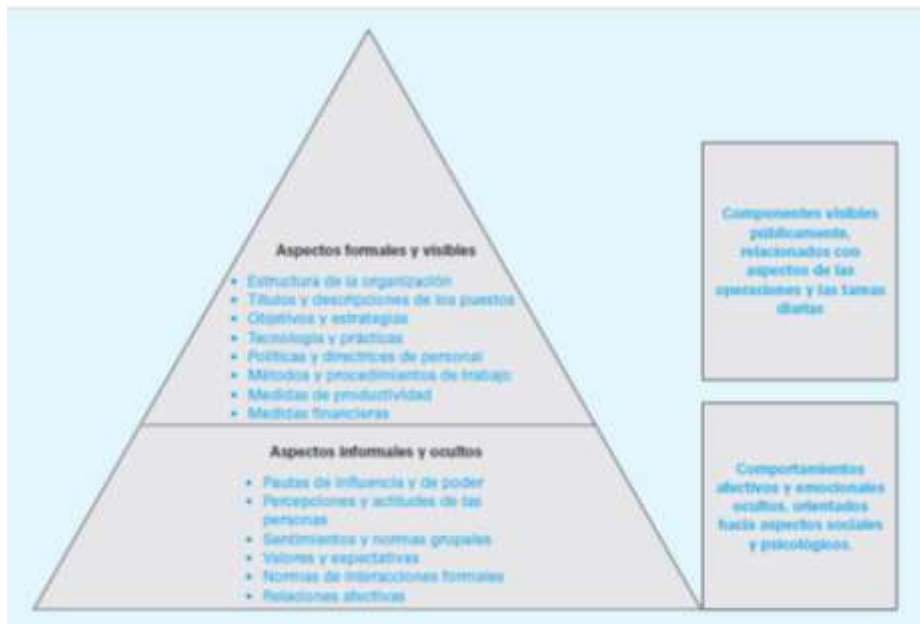 Aspectos formales y visibles
• Estructura de la organización
• Títulos y descripciones de los puestos
• Objetivos y estrategias
• Tecnología y prácticas
• Políticas y directrices de personal
• Métodos y procedimientos de trabajo
• Medidas de productividad
• Medidas financieras
Aspectos informales y ocultos
• Pautas de influencia y de poder
• Percepciones y actitudes de las
personas
• Sentimientos y normas grupales
• Valores y expectativas
• Normas de interacciones formales
• Relaciones afectivas
Componentes visibles
públicamente,
relacionados con
aspectos de las
operaciones y las tareas
diarias
Comportamientos
afectivos y emocionales
ocultos, orientados
hacia aspectos sociales
y psicológicos.